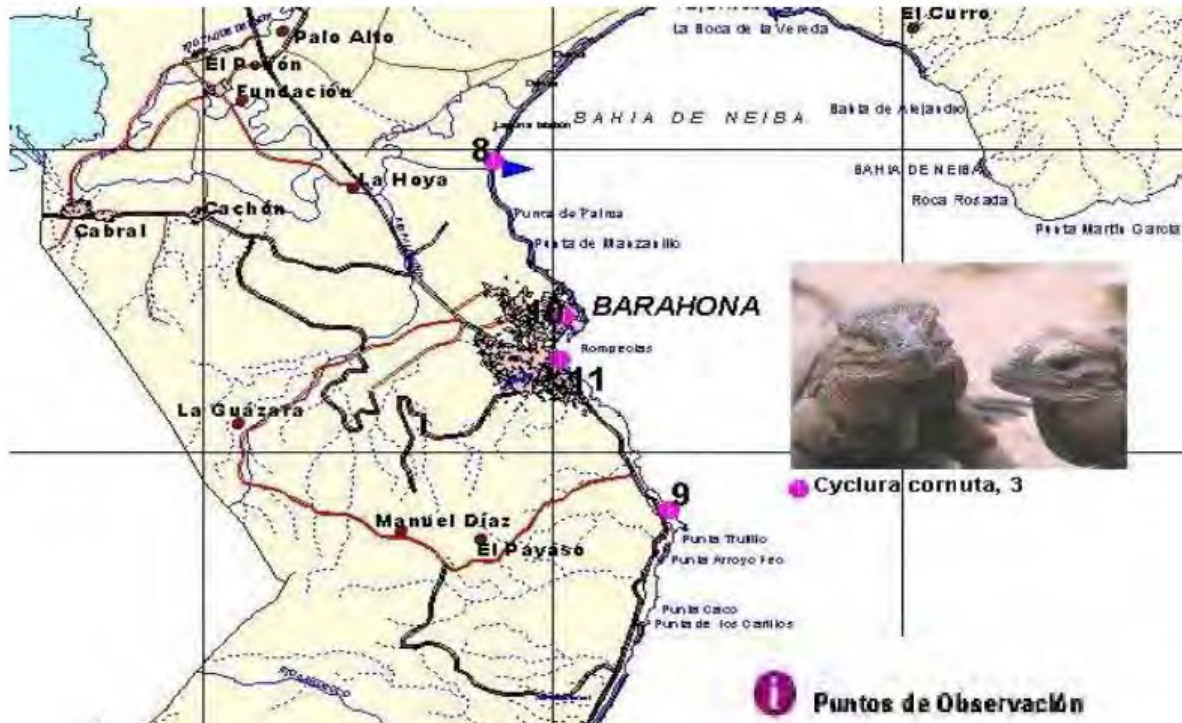 Palo Alto
El Curro
La Boca de la Vereda
El Peñón
Fundación
BAHIA DE NEIBA
Bahia de Alejandro
8
La Hoya
BAHIA DE NEIBA
Roca Rosada
Cachón
Punta de Palma
Cabral
Punta de Manzanillo
Punta Martín García
10
BARAHONA
Rompeolas
11
La Guázara
9
Cyclura cornuta, 3
Manuel Díaz
Punta Trujillo
El Payaso
Punta Arroyo Feo
Punta de los Carlilos
Puntos de Observación